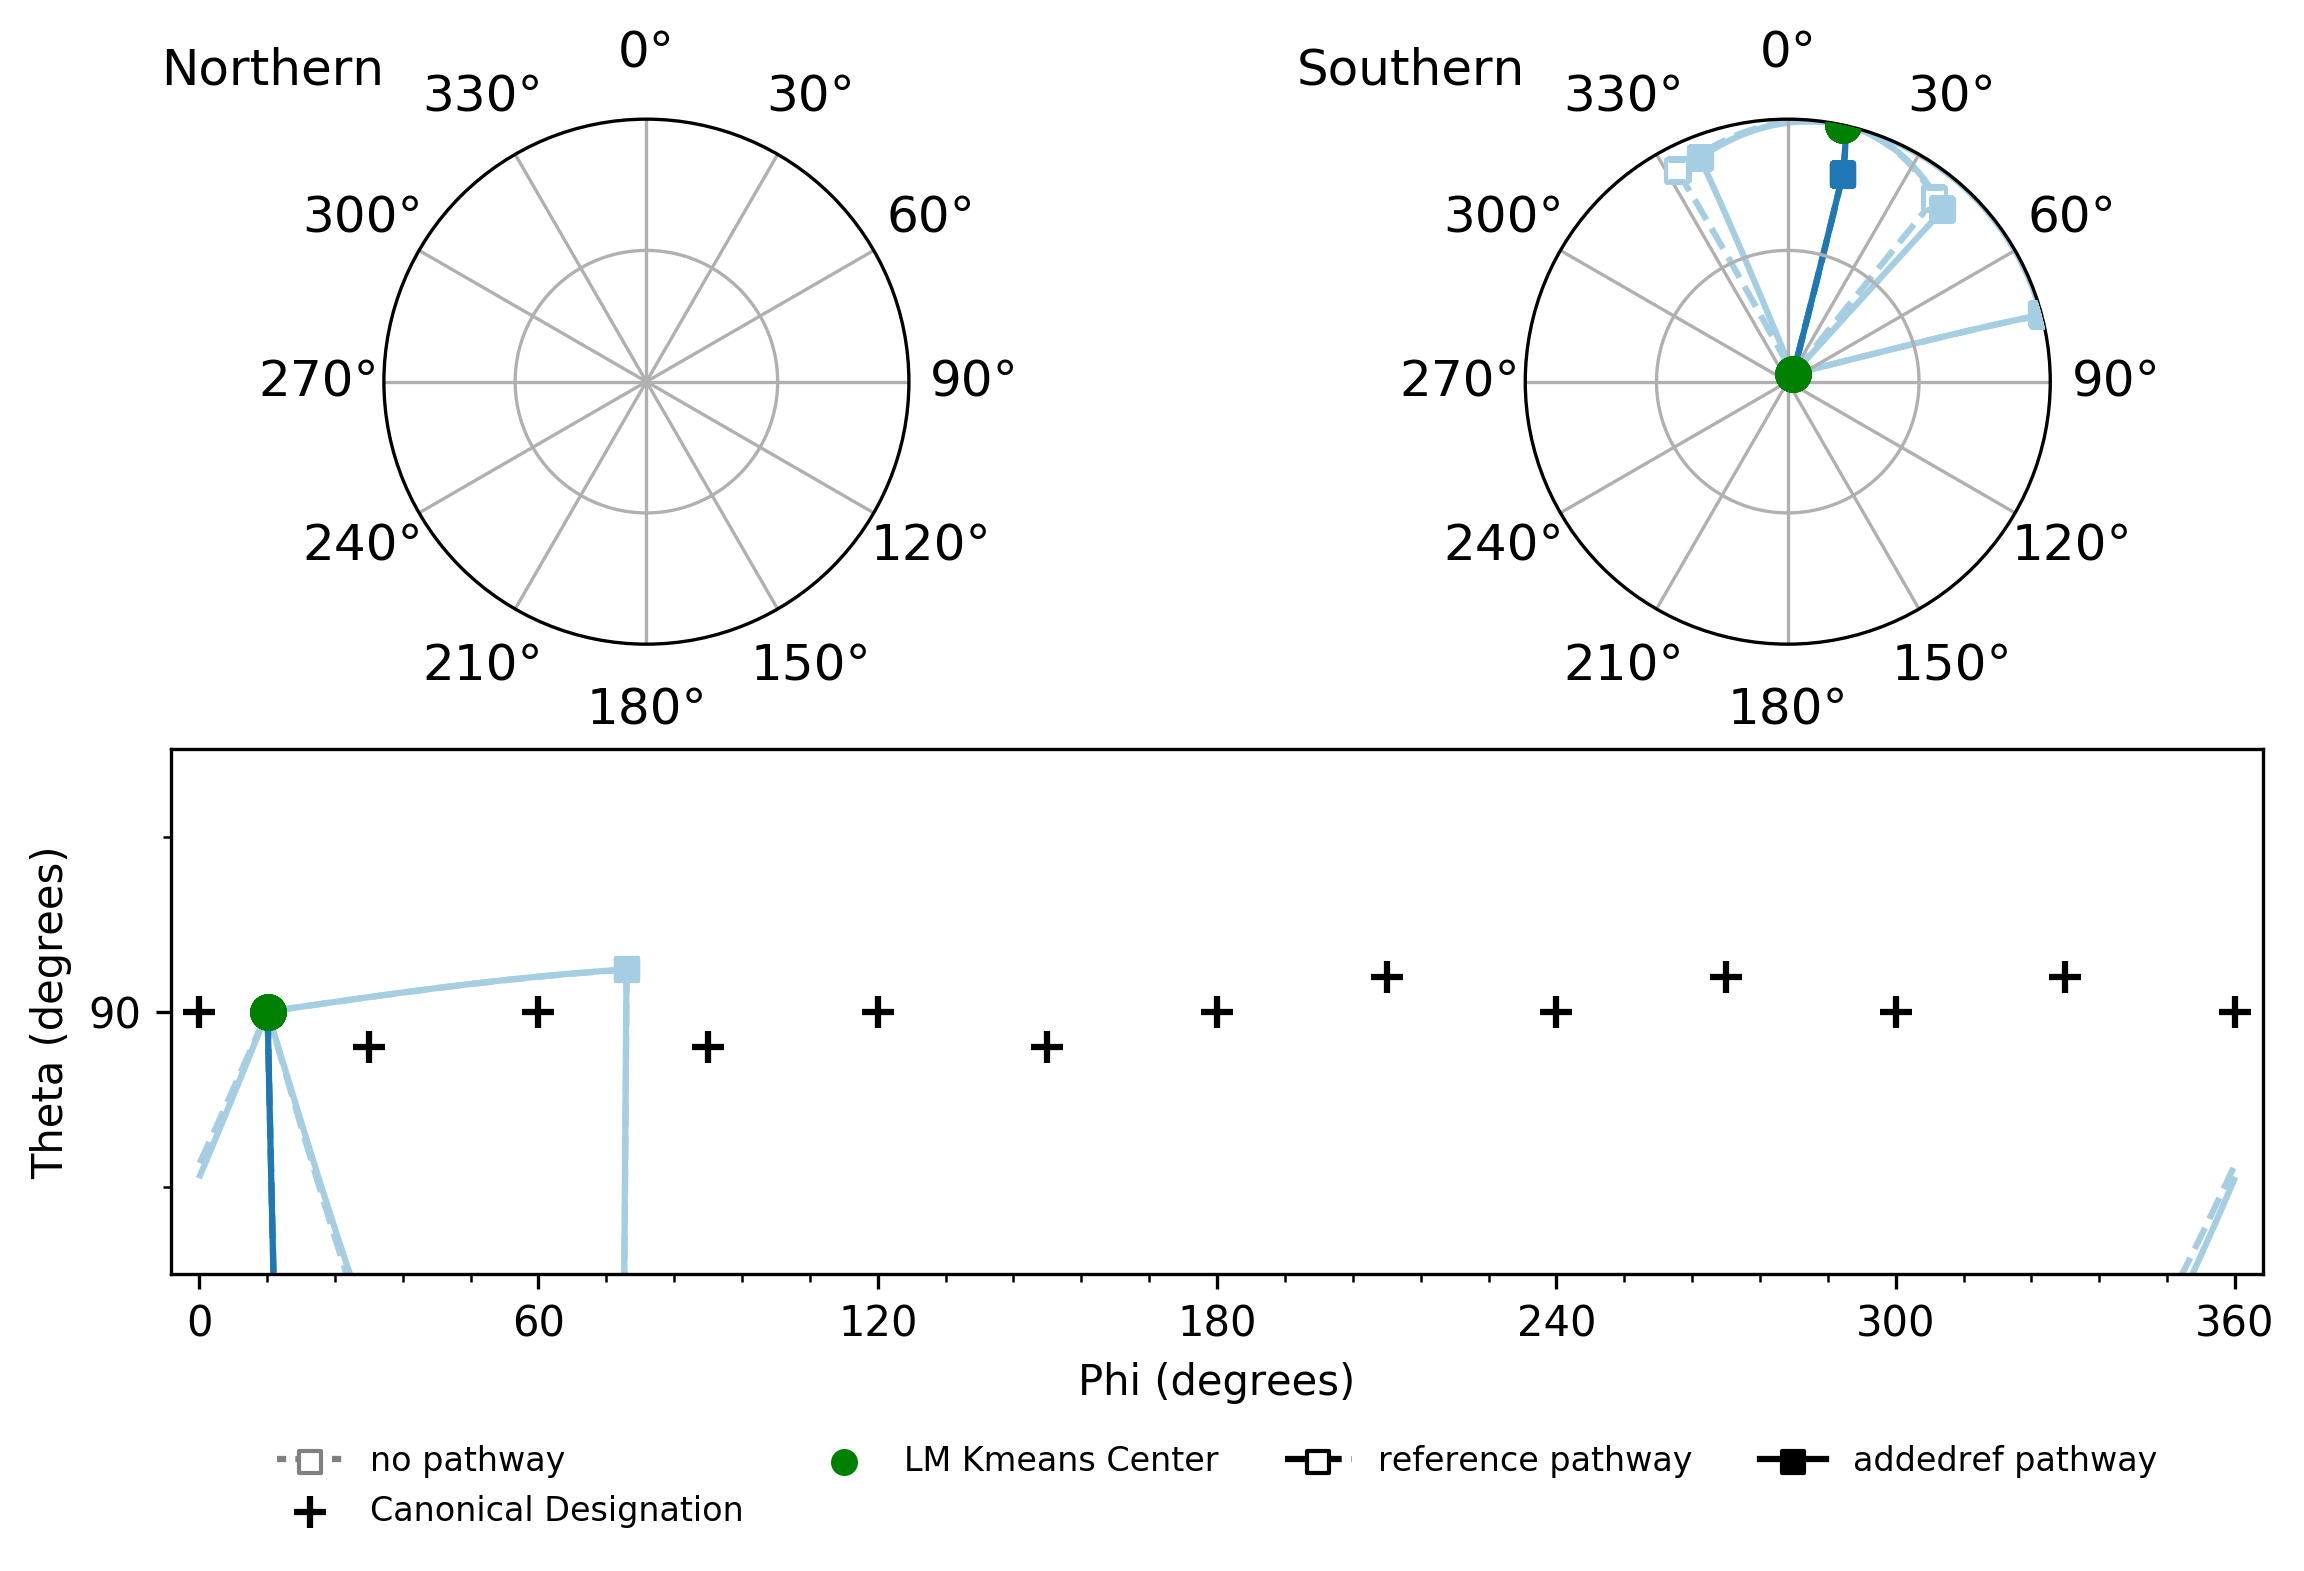 Northern
0°
30°
60°
90°
120°
150°
180°
210°
240°
270°
300°
330°
Southern
0°
30°
60°
90°
120°
150°
180°
210°
240°
270°
300°
330°
Theta (degrees)
90
0 60 120 180 240 300 360
Phi (degrees)
no pathway
Canonical Designation
LM Kmeans Center
reference pathway
addedref pathway